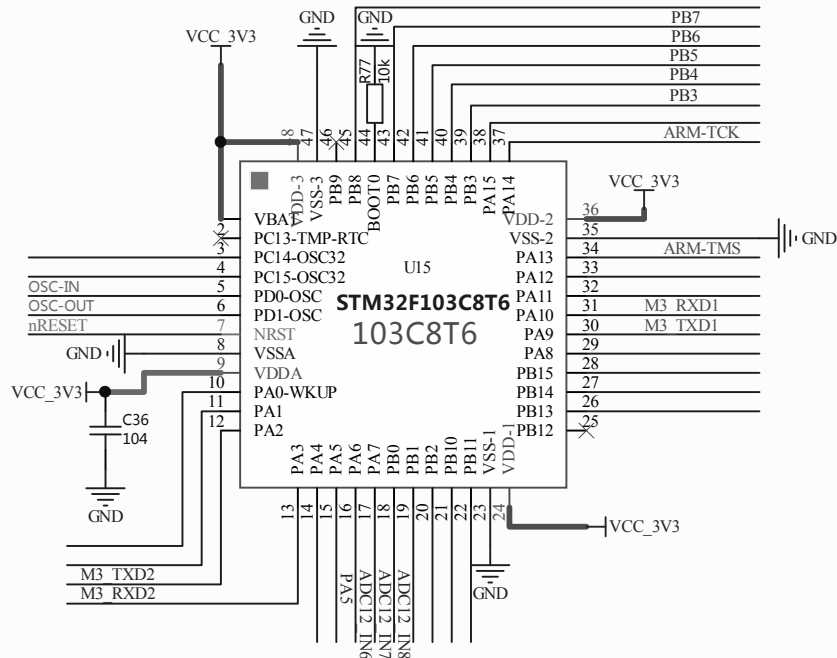 GND
GND
PB7
VCC_3V3
PB6
PB5
PB4
PB3
R77
10k
ARM-TCK
48
47
46
45
44
43
42
41
40
39
38
37
VDD-3
VSS-3
PB9
PB8
BOOT0
PB7
PB6
PB5
PB4
PB3
PA15
PA14
VCC_3V3
VBAT
VDD-2
36
2
PC13-TMP-RTC
VSS-2
35
GND
3
PC14-OSC32
PA13
34
ARM-TMS
4
PC15-OSC32
U15
PA12
33
OSC-IN
5
PD0-OSC
PA11
32
OSC-OUT
6
PD1-OSC
STM32F103C8T6
PA10
31
M3_RXD1
nRESET
7
NRST
103C8T6
PA9
30
M3_TXD1
GND
8
VSSA
PA8
29
VCC_3V3
9
VDDA
PB15
28
10
PA0-WKUP
PB14
27
C36
104
11
PA1
PB13
26
12
PA2
PB12
25
PA3
PA4
PA5
PA6
PA7
PB0
PB1
PB2
PB10
PB11
VSS-1
VDD-1
GND
13
14
15
16
17
18
19
20
21
22
23
24
VCC_3V3
M3_TXD2
M3_RXD2
PA5
ADC12_IN6
ADC12_IN7
ADC12_IN8
GND